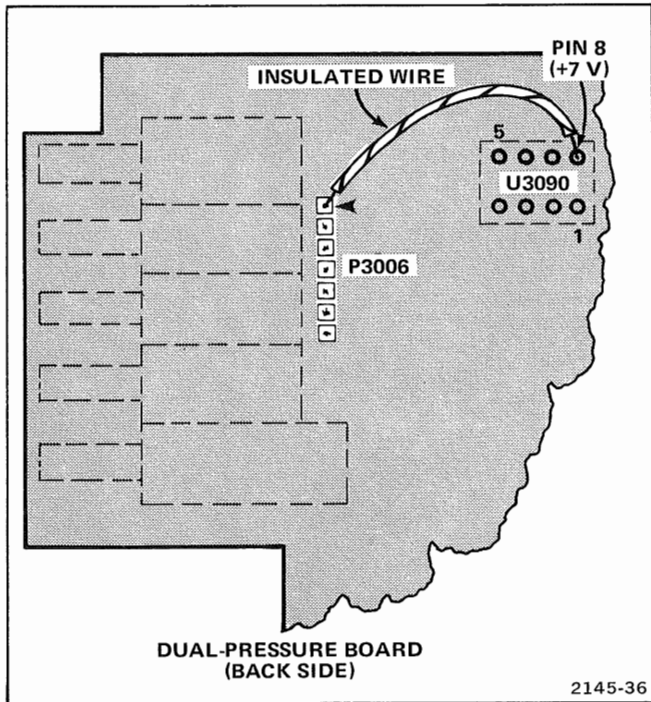 PIN 8
(+7 V)
INSULATED WIRE
5
U3090
1
P3006
DUAL-PRESSURE BOARD
(BACK SIDE)
2145-36